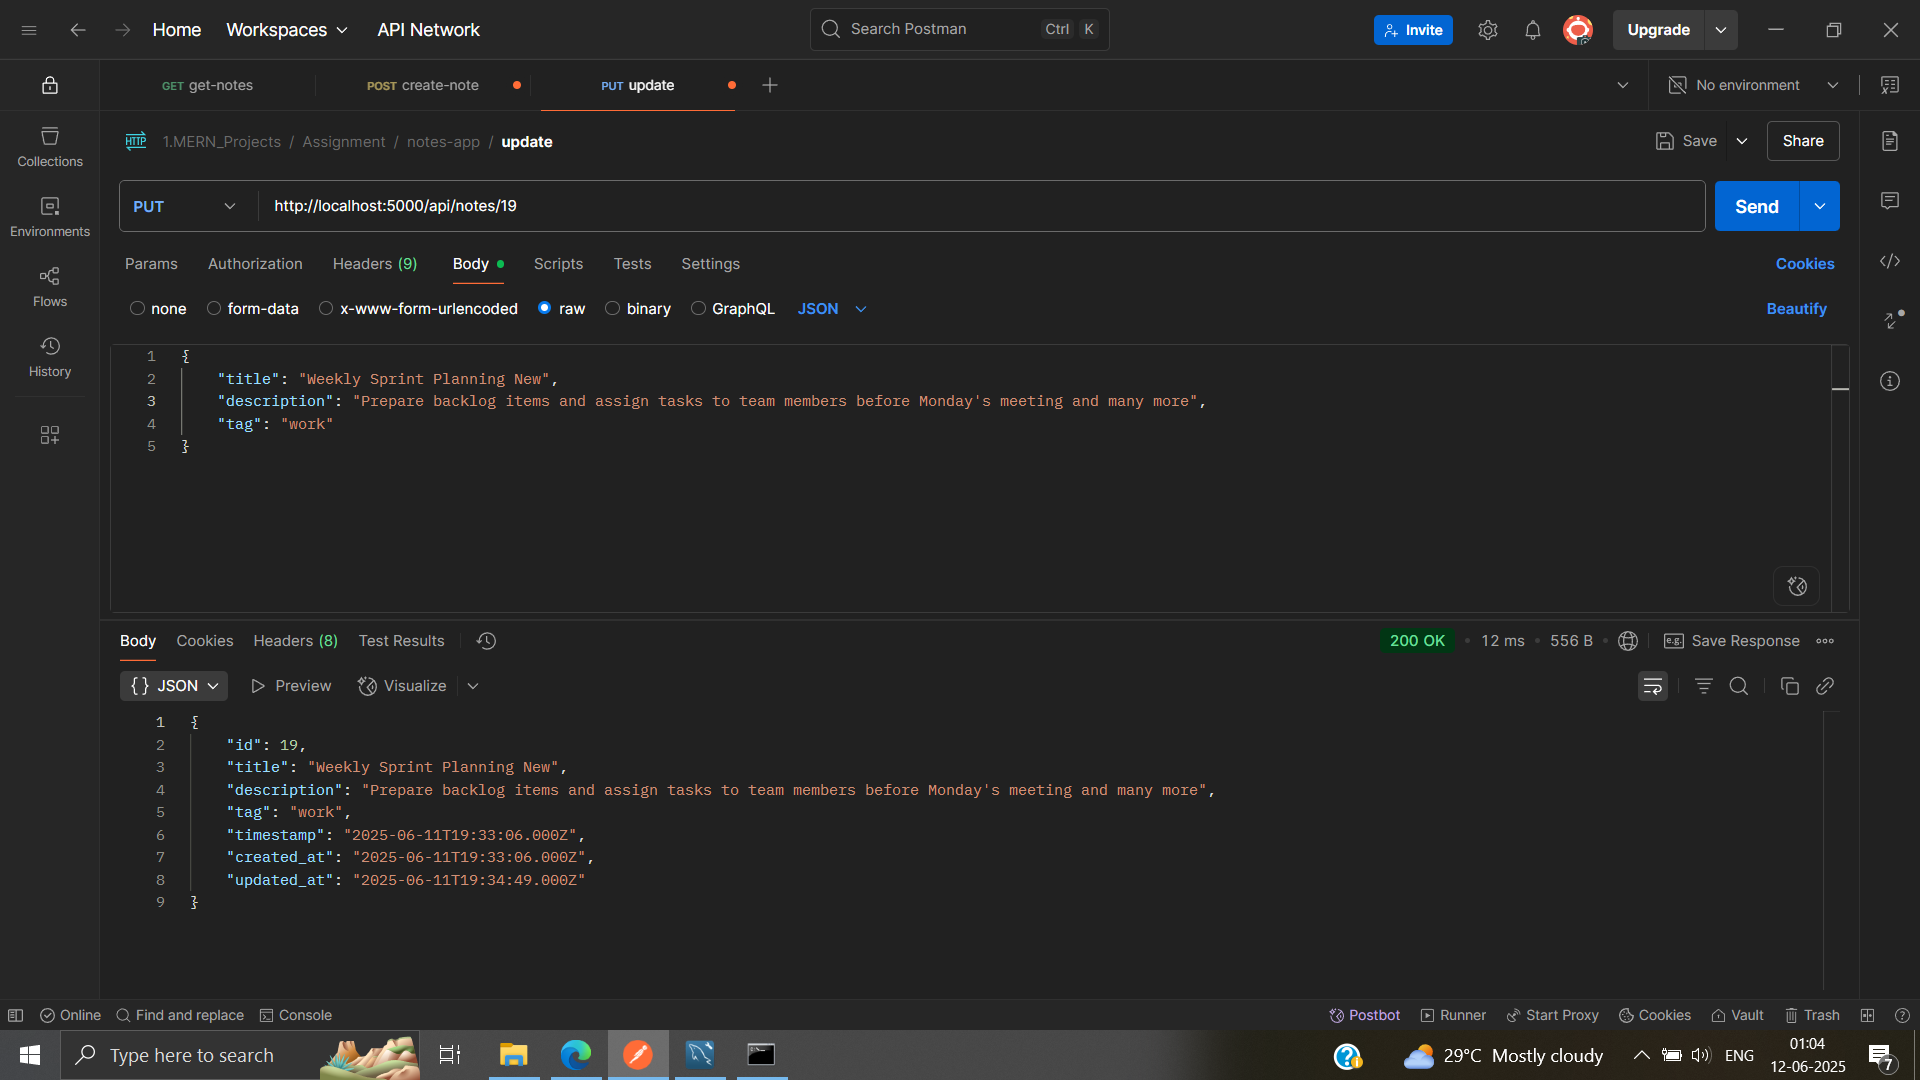 Home Workspaces API Network Search Postman Ctrl K Invite Upgrade
GET get-notes POST create-note PUT update No environment
HTTP 1.MERN_Projects / Assignment / notes-app / update Save Share
PUT http://localhost:5000/api/notes/19 Send
Params Authorization Headers (9) Body Scripts Tests Settings Cookies
none form-data x-www-form-urlencoded raw binary GraphQL JSON Beautify
1 {
2 "title": "Weekly Sprint Planning New",
3 "description": "Prepare backlog items and assign tasks to team members before Monday's meeting and many more",
4 "tag": "work"
5 }
Collections
Environments
Flows
History
Body Cookies Headers (8) Test Results 200 OK • 12 ms • 556 B • e.g. Save Response
{} JSON Preview Visualize
1 {
2 "id": 19,
3 "title": "Weekly Sprint Planning New",
4 "description": "Prepare backlog items and assign tasks to team members before Monday's meeting and many more",
5 "tag": "work",
6 "timestamp": "2025-06-11T19:33:06.000Z",
7 "created_at": "2025-06-11T19:33:06.000Z",
8 "updated_at": "2025-06-11T19:34:49.000Z"
9 }
Online Find and replace Console Postbot Runner Start Proxy Cookies Vault Trash
Type here to search 29°C Mostly cloudy ENG 01:04
12-06-2025 7